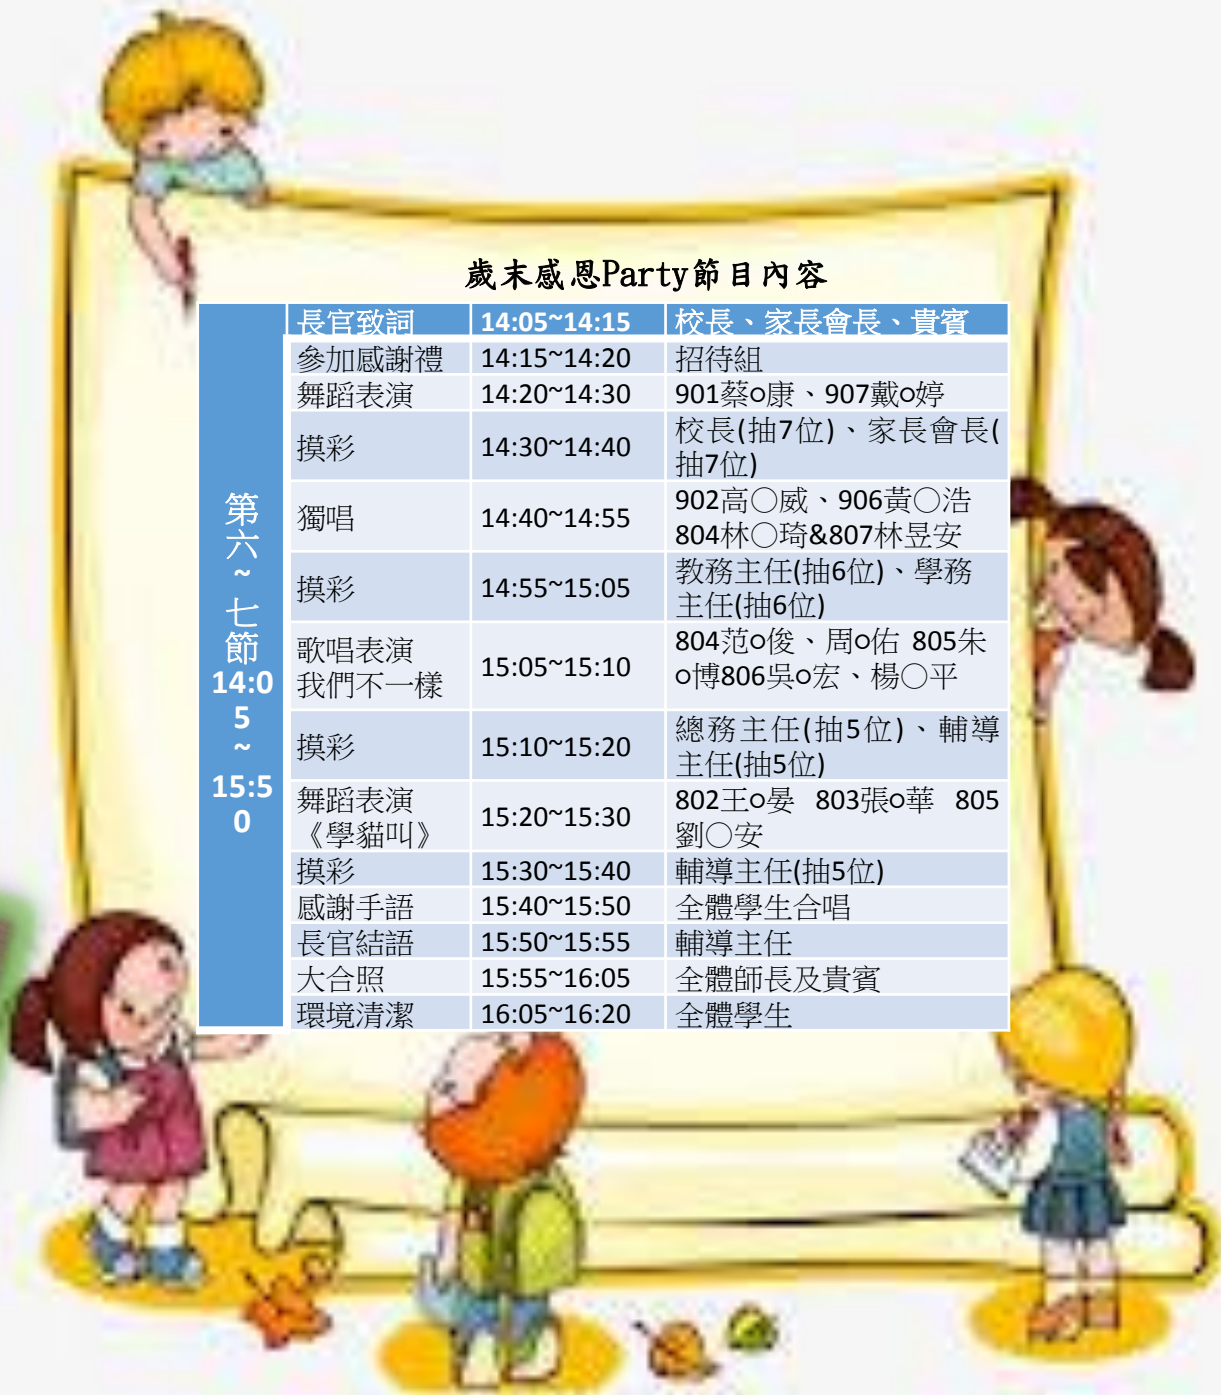 歲末感恩Party節目內容
第六~七節
14:0
5
~
15:5
0
長官致詞 14:05~14:15 校長、家長會長、貴賓
參加感謝禮 14:15~14:20 招待組
舞蹈表演 14:20~14:30 901蔡o康、907戴o婷
摸彩 14:30~14:40 校長(抽7位)、家長會長(
抽7位)
獨唱 14:40~14:55 902高〇威、906黃〇浩
804林〇琦&807林昱安
摸彩 14:55~15:05 教務主任(抽6位)、學務
主任(抽6位)
歌唱表演
我們不一樣 15:05~15:10 804范o俊、周o佑 805朱
o博806吳o宏、楊〇平
摸彩 15:10~15:20 總務主任(抽5位)、輔導
主任(抽5位)
舞蹈表演
《學貓叫》 15:20~15:30 802王o晏 803張o華 805
劉〇安
摸彩 15:30~15:40 輔導主任(抽5位)
感謝手語 15:40~15:50 全體學生合唱
長官結語 15:50~15:55 輔導主任
大合照 15:55~16:05 全體師長及貴賓
環境清潔 16:05~16:20 全體學生